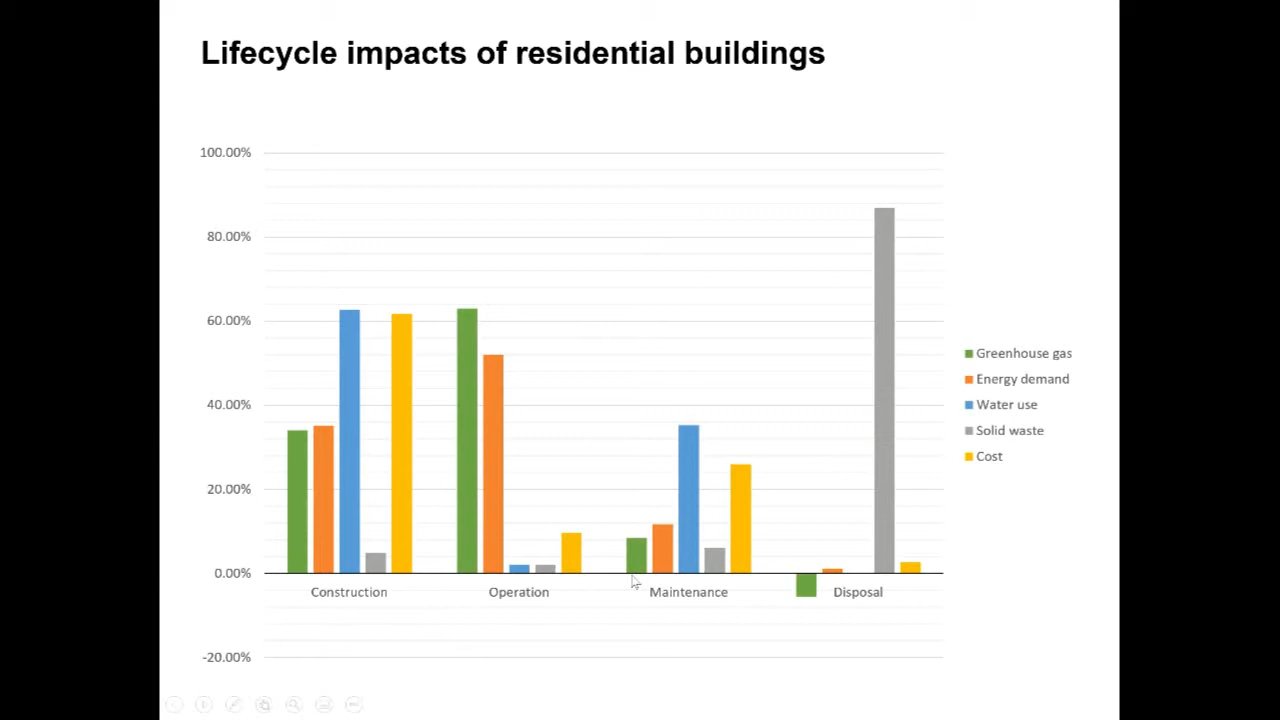 Lifecycle impacts of residential buildings
100.00%
80.00%
60.00%
40.00%
20.00%
0.00%
-20.00%
Construction
Operation
Maintenance
Disposal
Greenhouse gas
Energy demand
Water use
Solid waste
Cost